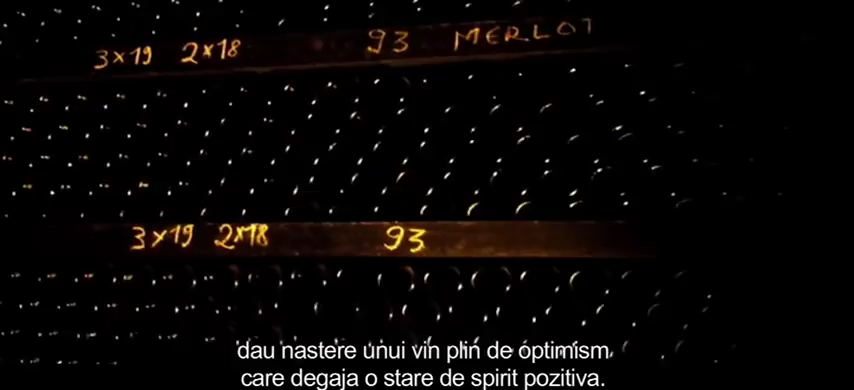 3×19 2×18 93 MERLOT
3×19 2×18 93
dau nastere unui vin plin de optimism
care degaja o stare de spirit pozitiva.